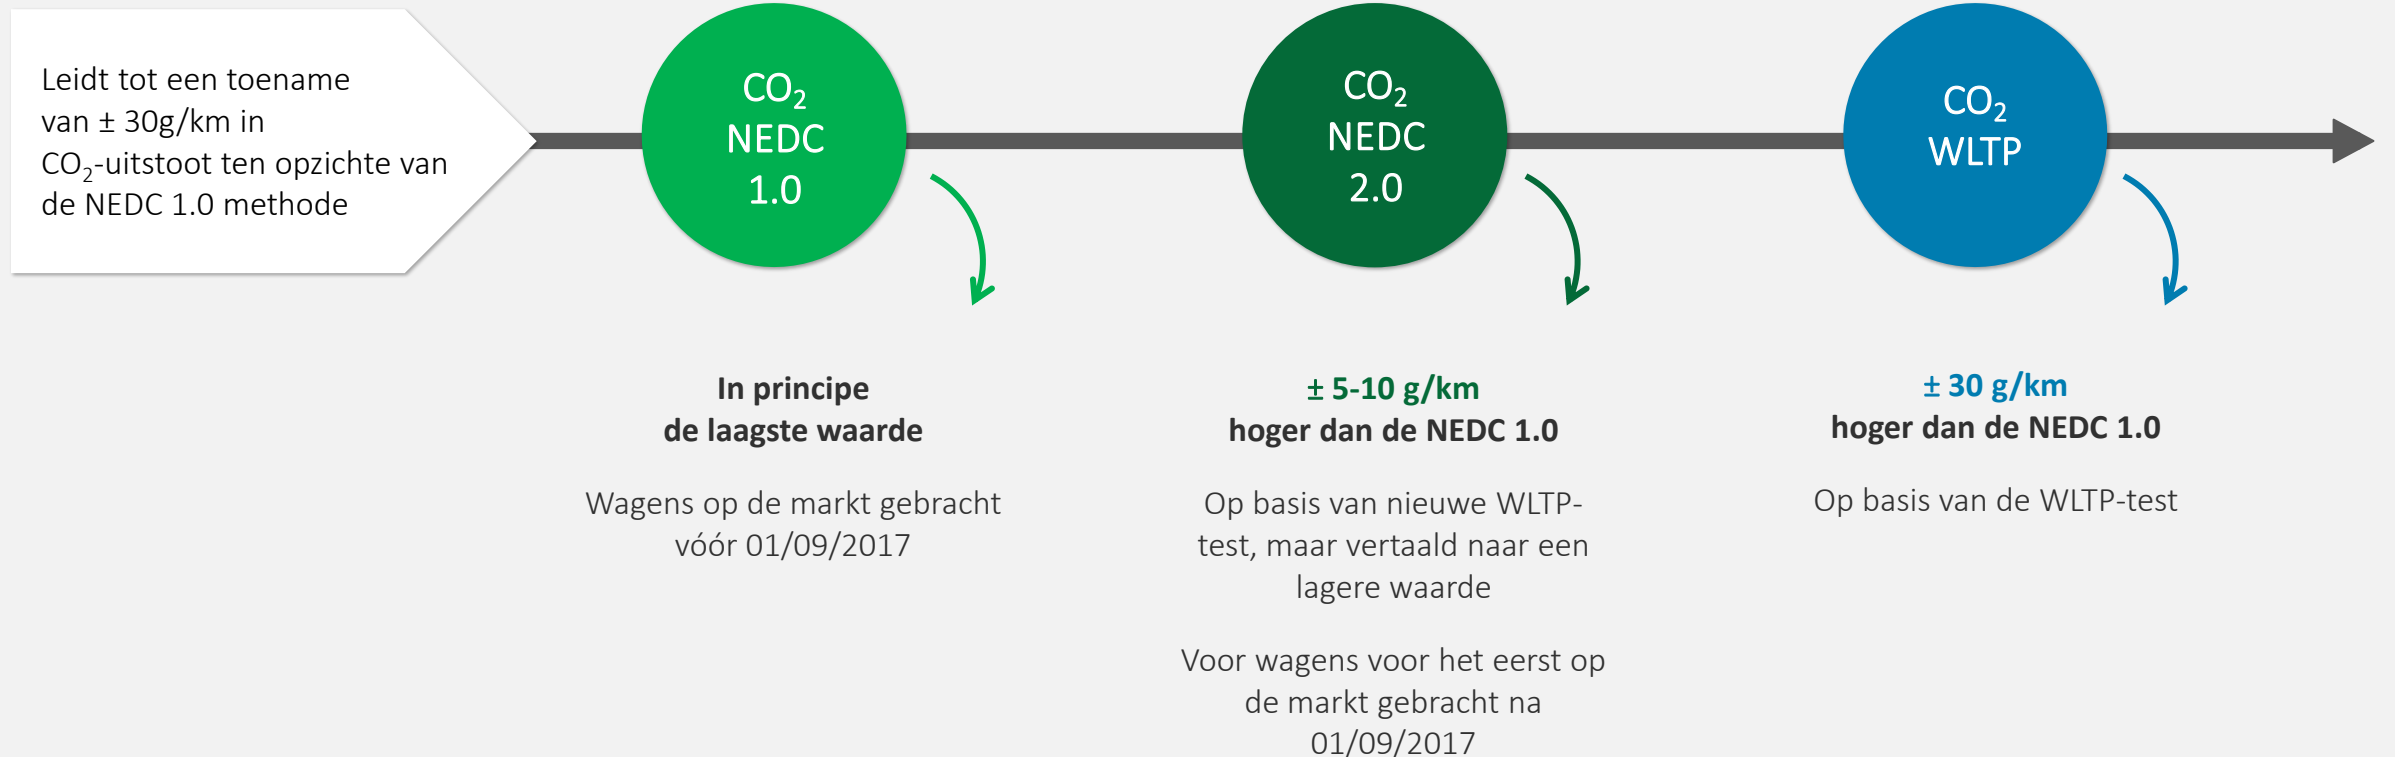 Leidt tot een toename
van ± 30g/km in
CO₂-uitstoot ten opzichte van
de NEDC 1.0 methode
CO₂
NEDC
1.0
In principe
de laagste waarde
Wagens op de markt gebracht
vóór 01/09/2017
CO₂
NEDC
2.0
± 5-10 g/km
hoger dan de NEDC 1.0
Op basis van nieuwe WLTP-
test, maar vertaald naar een
lagere waarde
Voor wagens voor het eerst op
de markt gebracht na
01/09/2017
CO₂
WLTP
± 30 g/km
hoger dan de NEDC 1.0
Op basis van de WLTP-test